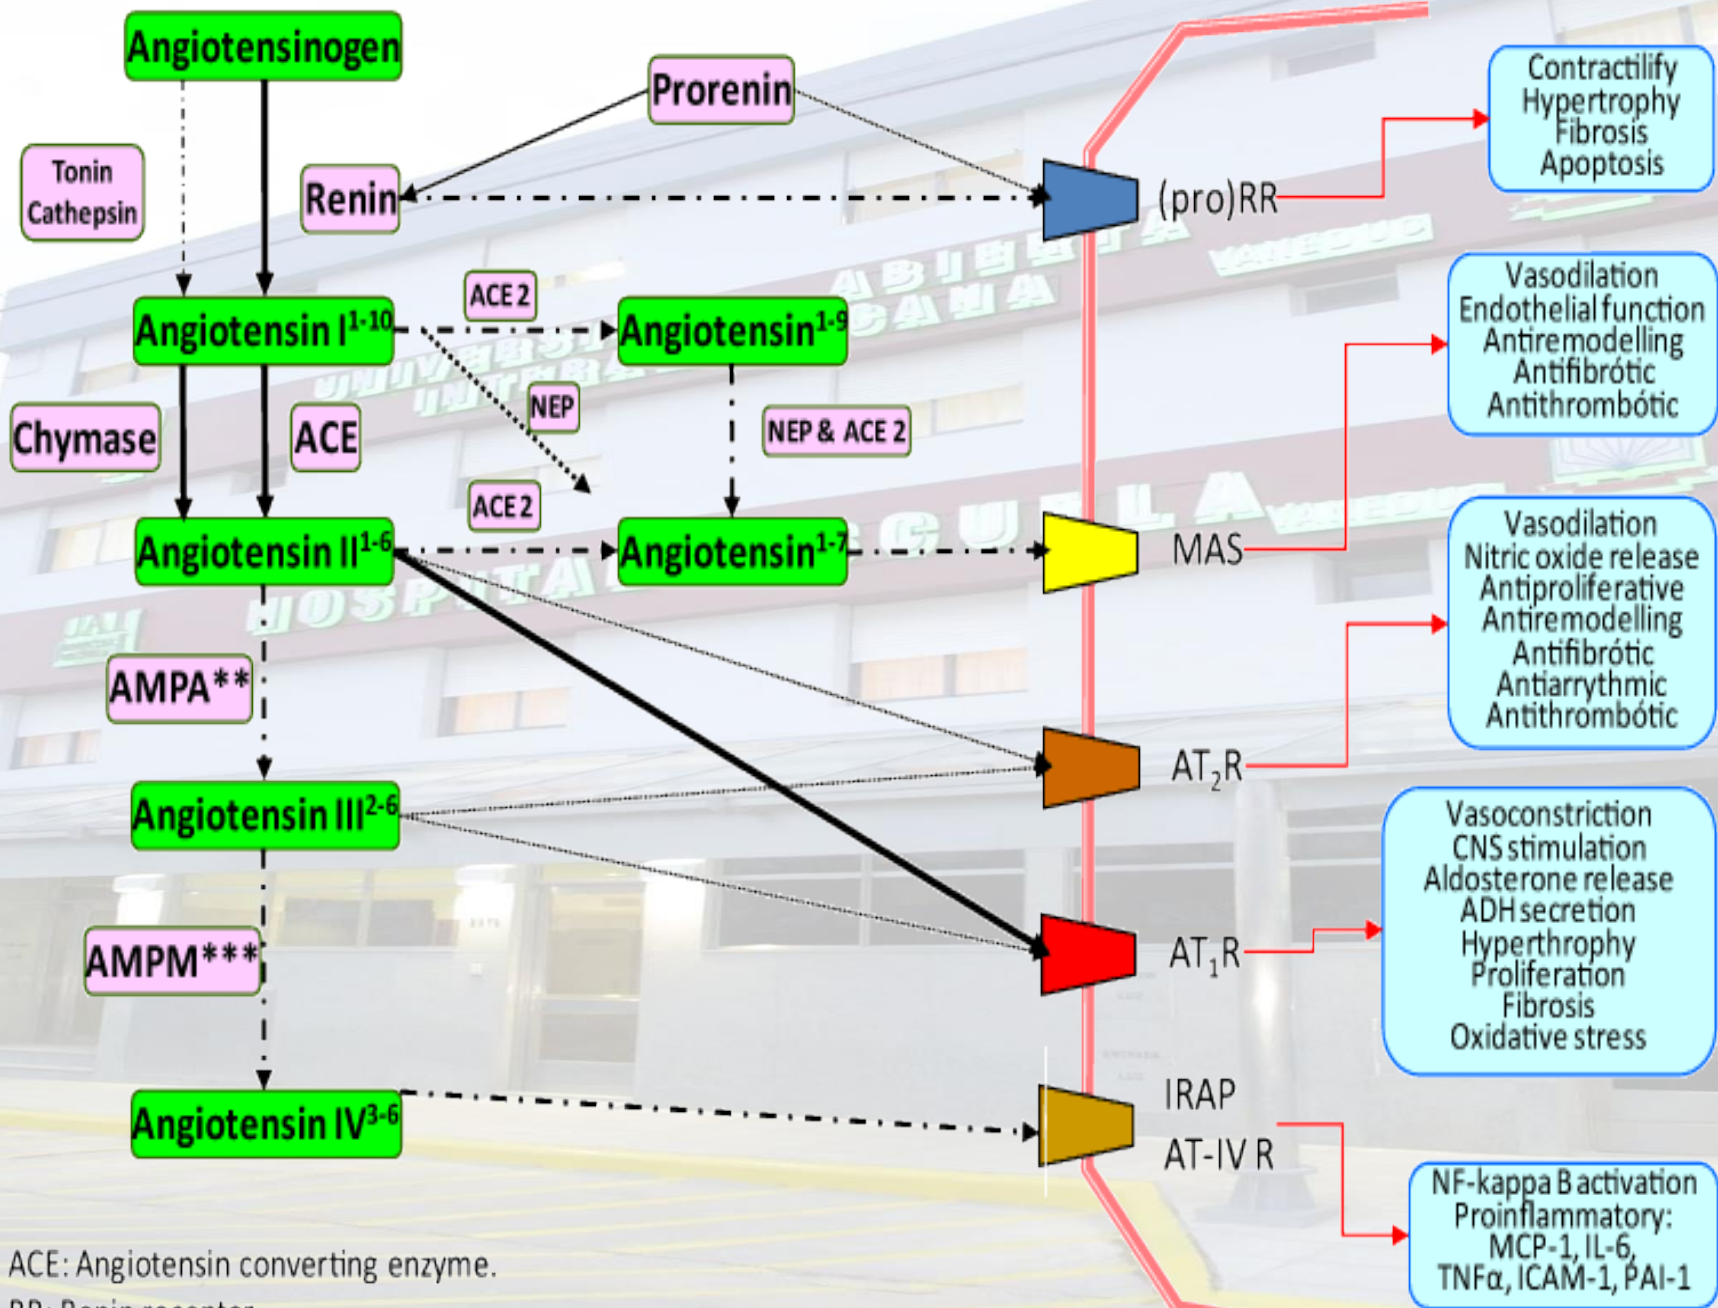 Angiotensinogen
Prorenin
Contractilify
Hypertrophy
Fibrosis
Apoptosis
Tonin
Cathepsin
Renin
(pro)RR
ACE 2
Angiotensin I1-10
Angiotensin1-9
Vasodilation
Endothelial function
Antiremodelling
Antifibrótic
Antithrombótic
Chymase
ACE
NEP
NEP & ACE 2
ACE 2
Angiotensin II1-6
Angiotensin1-7
MAS
Vasodilation
Nitric oxide release
Antiproliferative
Antiremodelling
Antifibrótic
Antiarrythmic
Antithrombótic
AMPA**
AT2R
Angiotensin III2-6
Vasoconstriction
CNS stimulation
Aldosterone release
ADH secretion
Hyperthrophy
Proliferation
Fibrosis
Oxidative stress
AMPM***
AT1R
Angiotensin IV3-6
IRAP
AT-IV R
NF-kappa B activation
Proinflammatory:
MCP-1, IL-6,
TNFα, ICAM-1, PAI-1
ACE: Angiotensin converting enzyme.
ABIERTA
HOSPITAL
VANEDUC